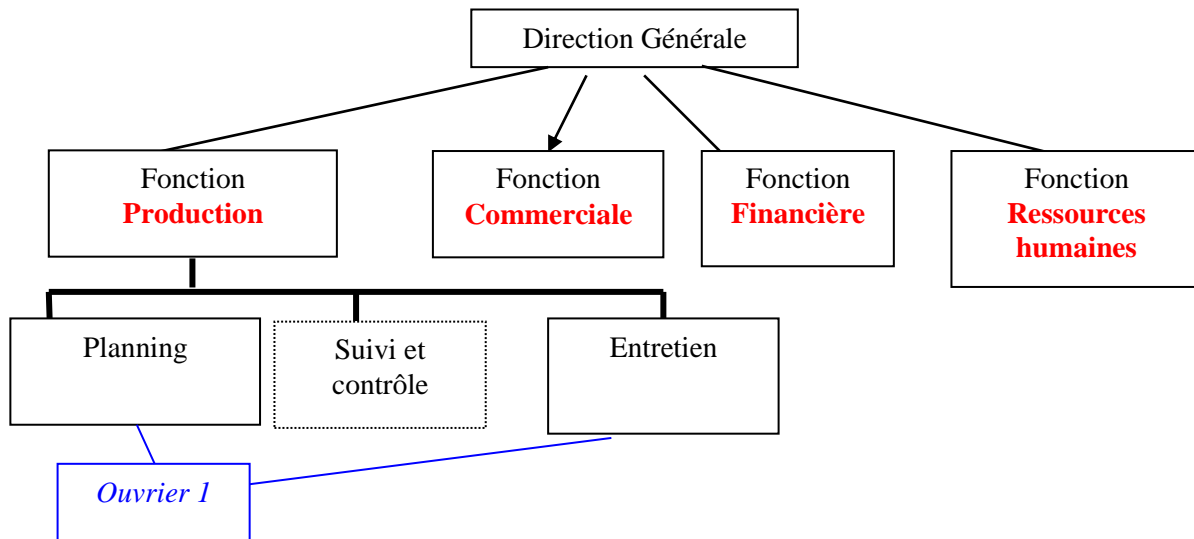 Direction Générale
Fonction
Production
Fonction
Commerciale
Fonction
Financière
Fonction
Ressources
humaines
Planning
Suivi et
contrôle
Entretien
Ouvrier 1